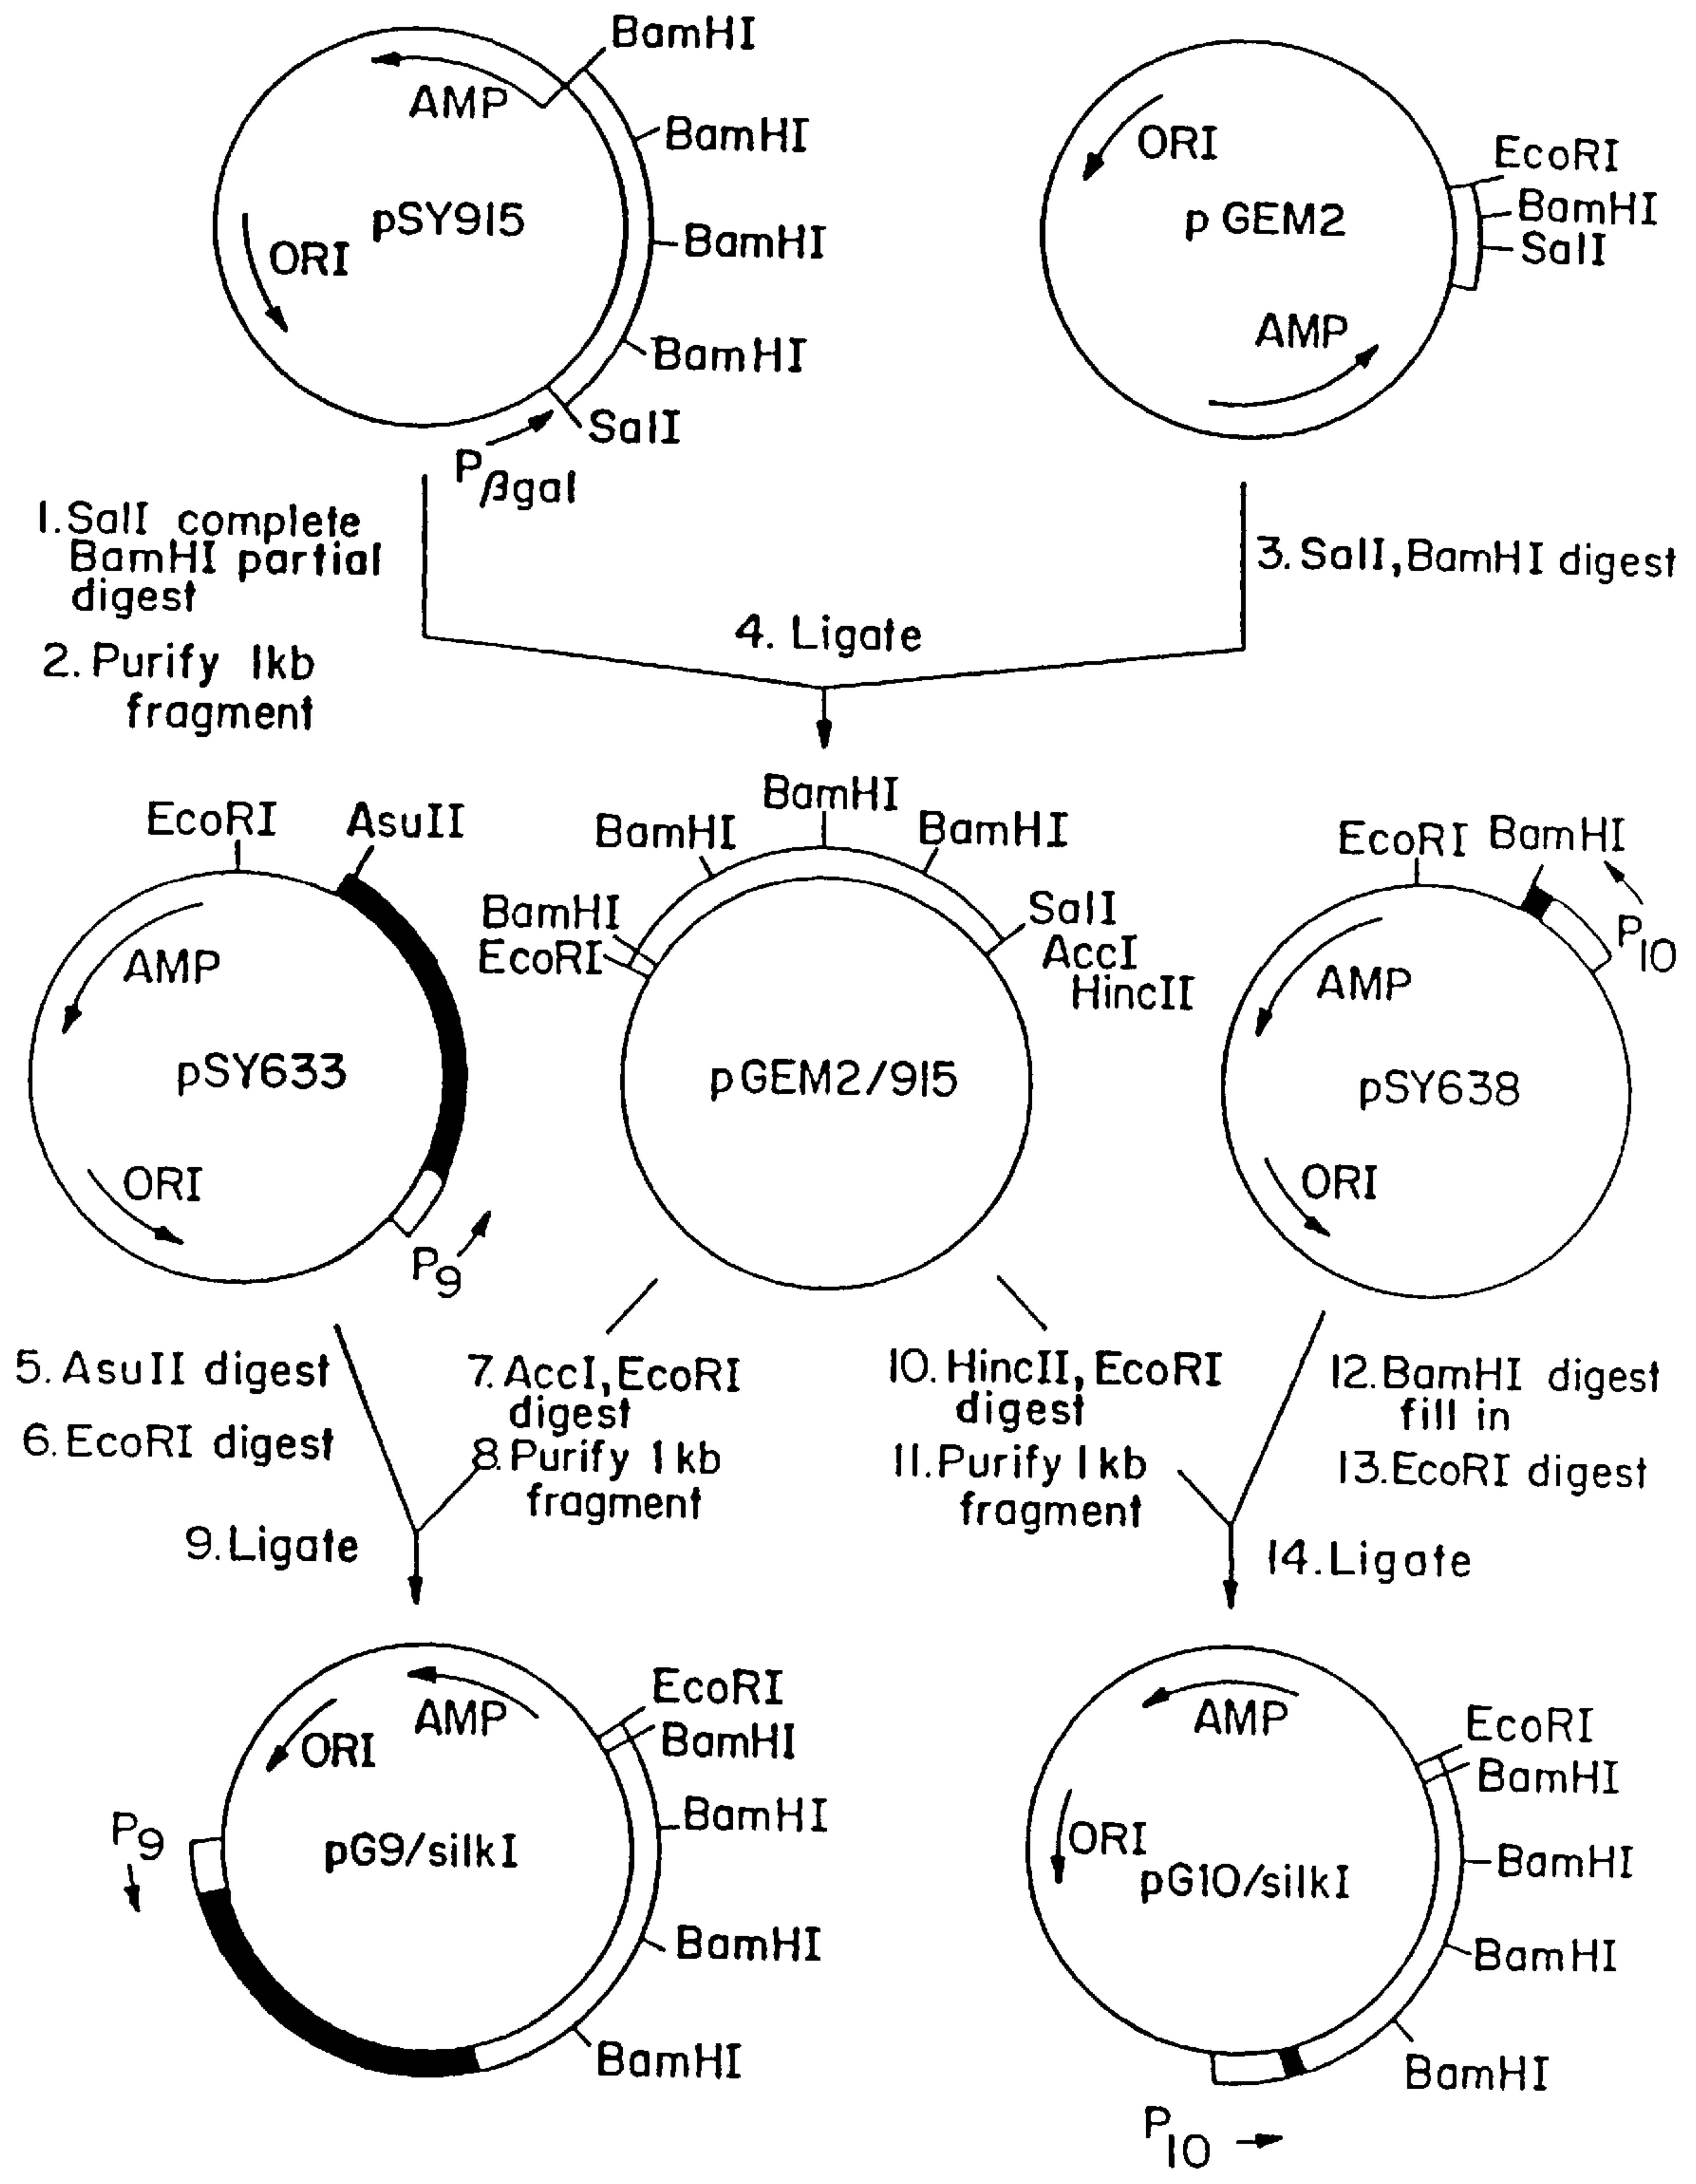 BamHI
AMP
BamHI
pSY915
BamHI
ORI
BamHI
SalI
Pβgal
ORI
EcoRI
BamHI
SalI
pGEM2
AMP
1. SalI complete
BamHI partial
digest
2. Purify 1kb
fragment
3. SalI, BamHI digest
4. Ligate
EcoRI
AsuII
AMP
pSY633
ORI
P9
BamHI
BamHI
BamHI
BamHI
EcoRI
SalI
AccI
HincII
pGEM2/915
EcoRI
BamHI
P10
AMP
pSY638
ORI
5. AsuII digest
6. EcoRI digest
7. AccI, EcoRI
digest
8. Purify 1kb
fragment
9. Ligate
10. HincII, EcoRI
digest
11. Purify 1kb
fragment
12. BamHI digest
fill in
13. EcoRI digest
14. Ligate
EcoRI
BamHI
AMP
ORI
BamHI
P9
pG9/silkI
BamHI
BamHI
AMP
EcoRI
BamHI
ORI
BamHI
pG10/silkI
BamHI
BamHI
P10